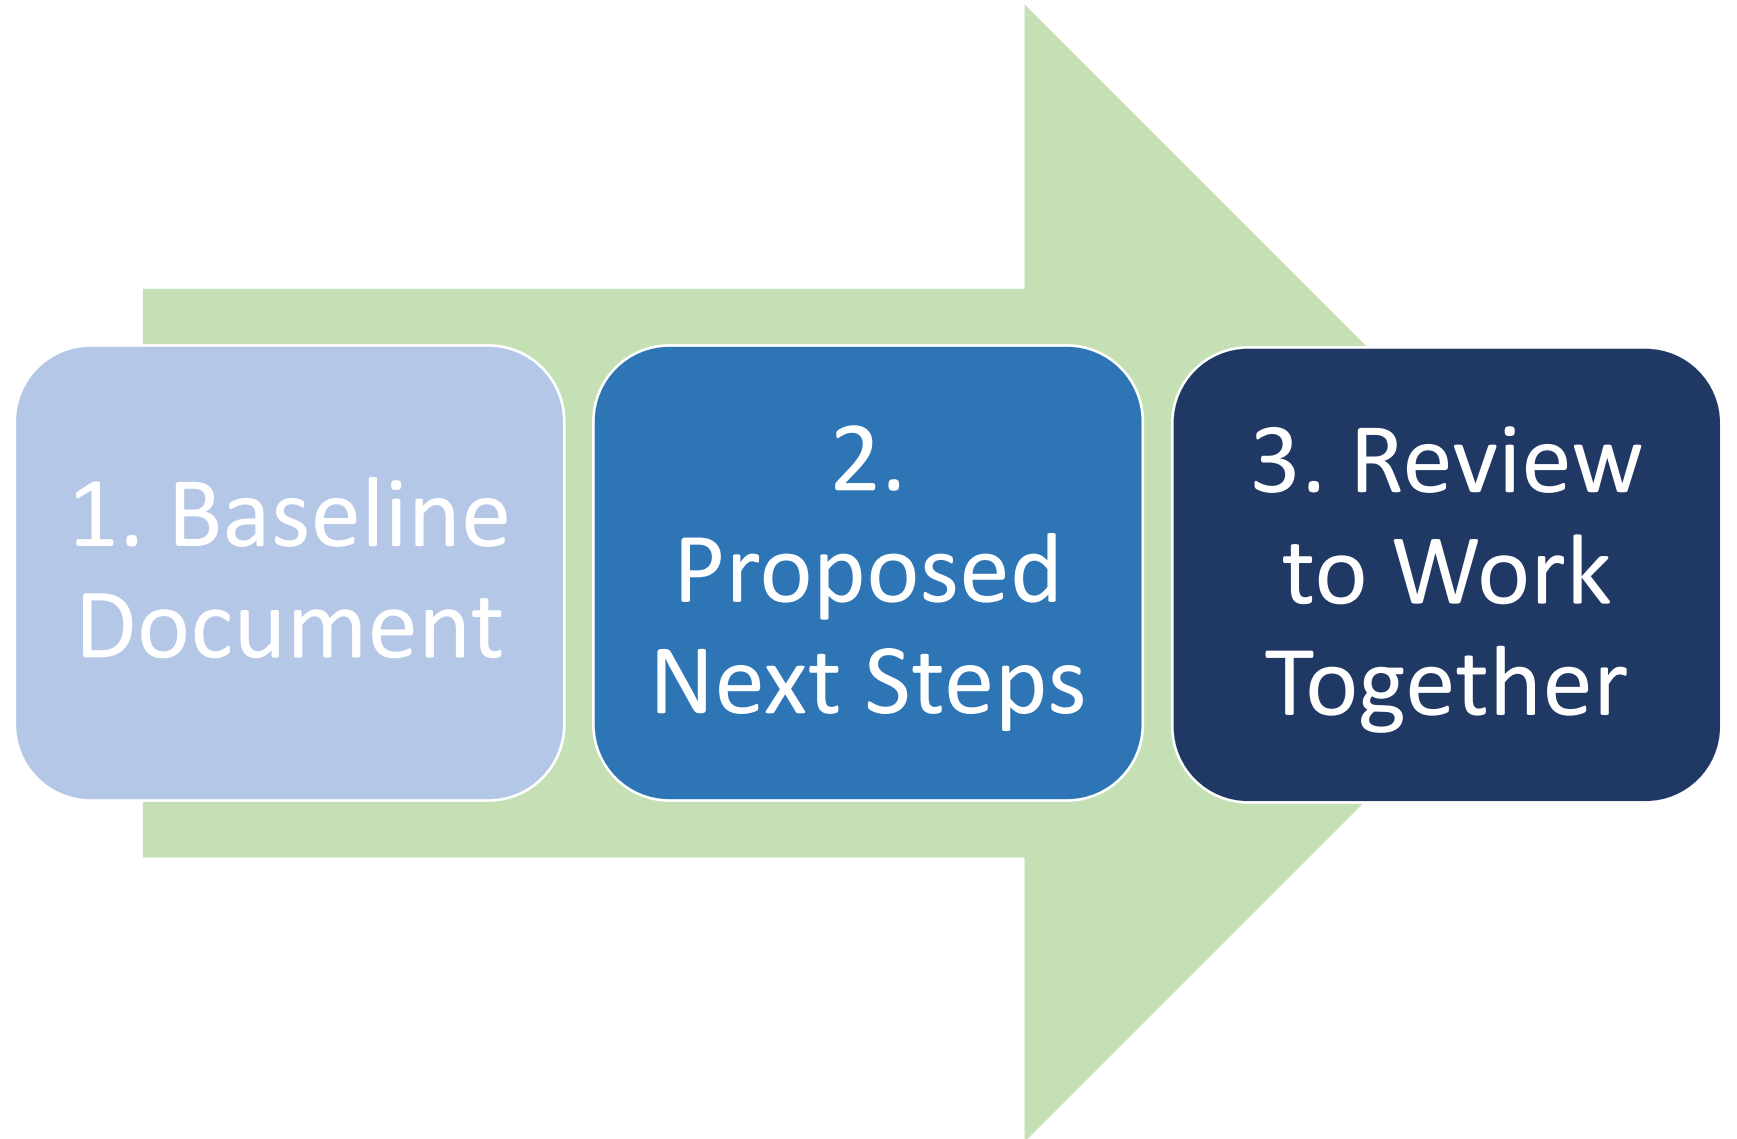 1. Baseline
Document
2.
Proposed
Next Steps
3. Review
to Work
Together